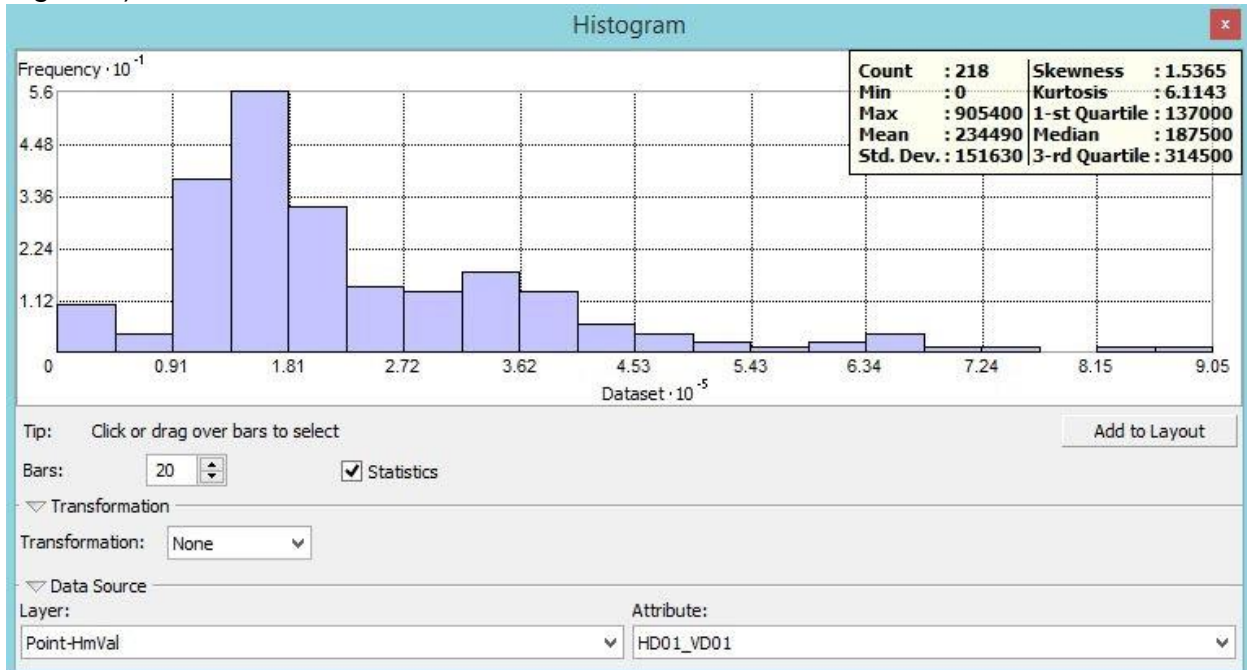 Histogram
x
Frequency · 10 -1
Count : 218 Skewness : 1.5365
Min : 0 Kurtosis : 6.1143
Max : 905400 1-st Quartile : 137000
Mean : 234490 Median : 187500
Std. Dev. : 151630 3-rd Quartile : 314500
5.6
4.48
3.36
2.24
1.12
0 0.91 1.81 2.72 3.62 4.53 5.43 6.34 7.24 8.15 9.05
Dataset · 10 -5
Tip: Click or drag over bars to select Add to Layout
Bars: 20 Statistics
Transformation
Transformation: None
Data Source
Layer: Attribute:
Point-HmVal HD01_VD01